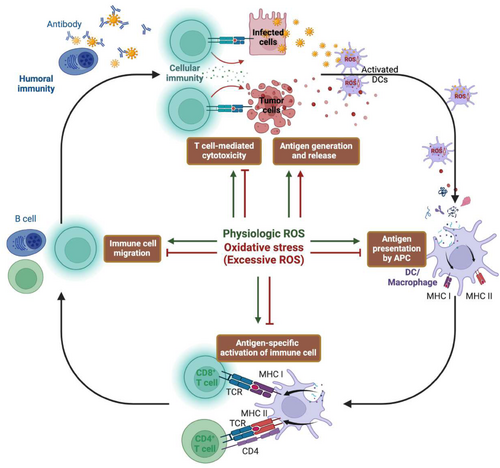 Antibody
Humoral
immunity
Infected
cells
Cellular
immunity
Tumor
cells
ROS
ROS
Activated
DCs
ROS
ROS
T cell-mediated
cytotoxicity
Antigen generation
and release
B cell
Immune cell
migration
Physiologic ROS
Oxidative stress
(Excessive ROS)
Antigen
presentation
by APC
DC/
Macrophage
MHC I
MHC II
Antigen-specific
activation of immune cell
CD8+
T cell
MHC I
TCR
MHC II
TCR
CD4+
T cell
CD4